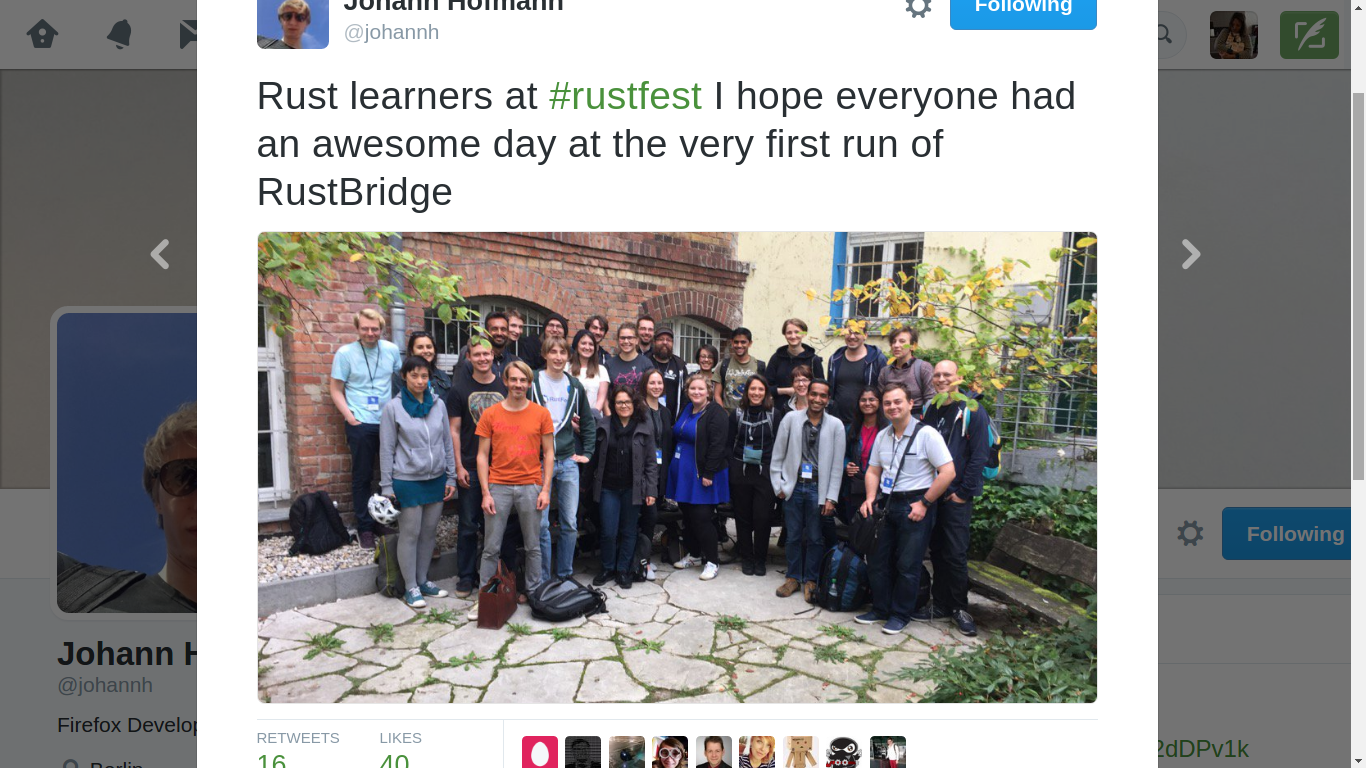 Johann Hofmann
@johannh
Following
Rust learners at #rustfest I hope everyone had
an awesome day at the very first run of
RustBridge
Following
Johann H
@johannh
Firefox Develop
Berlin
RETWEETS
LIKES
16
40
2dDPv1k